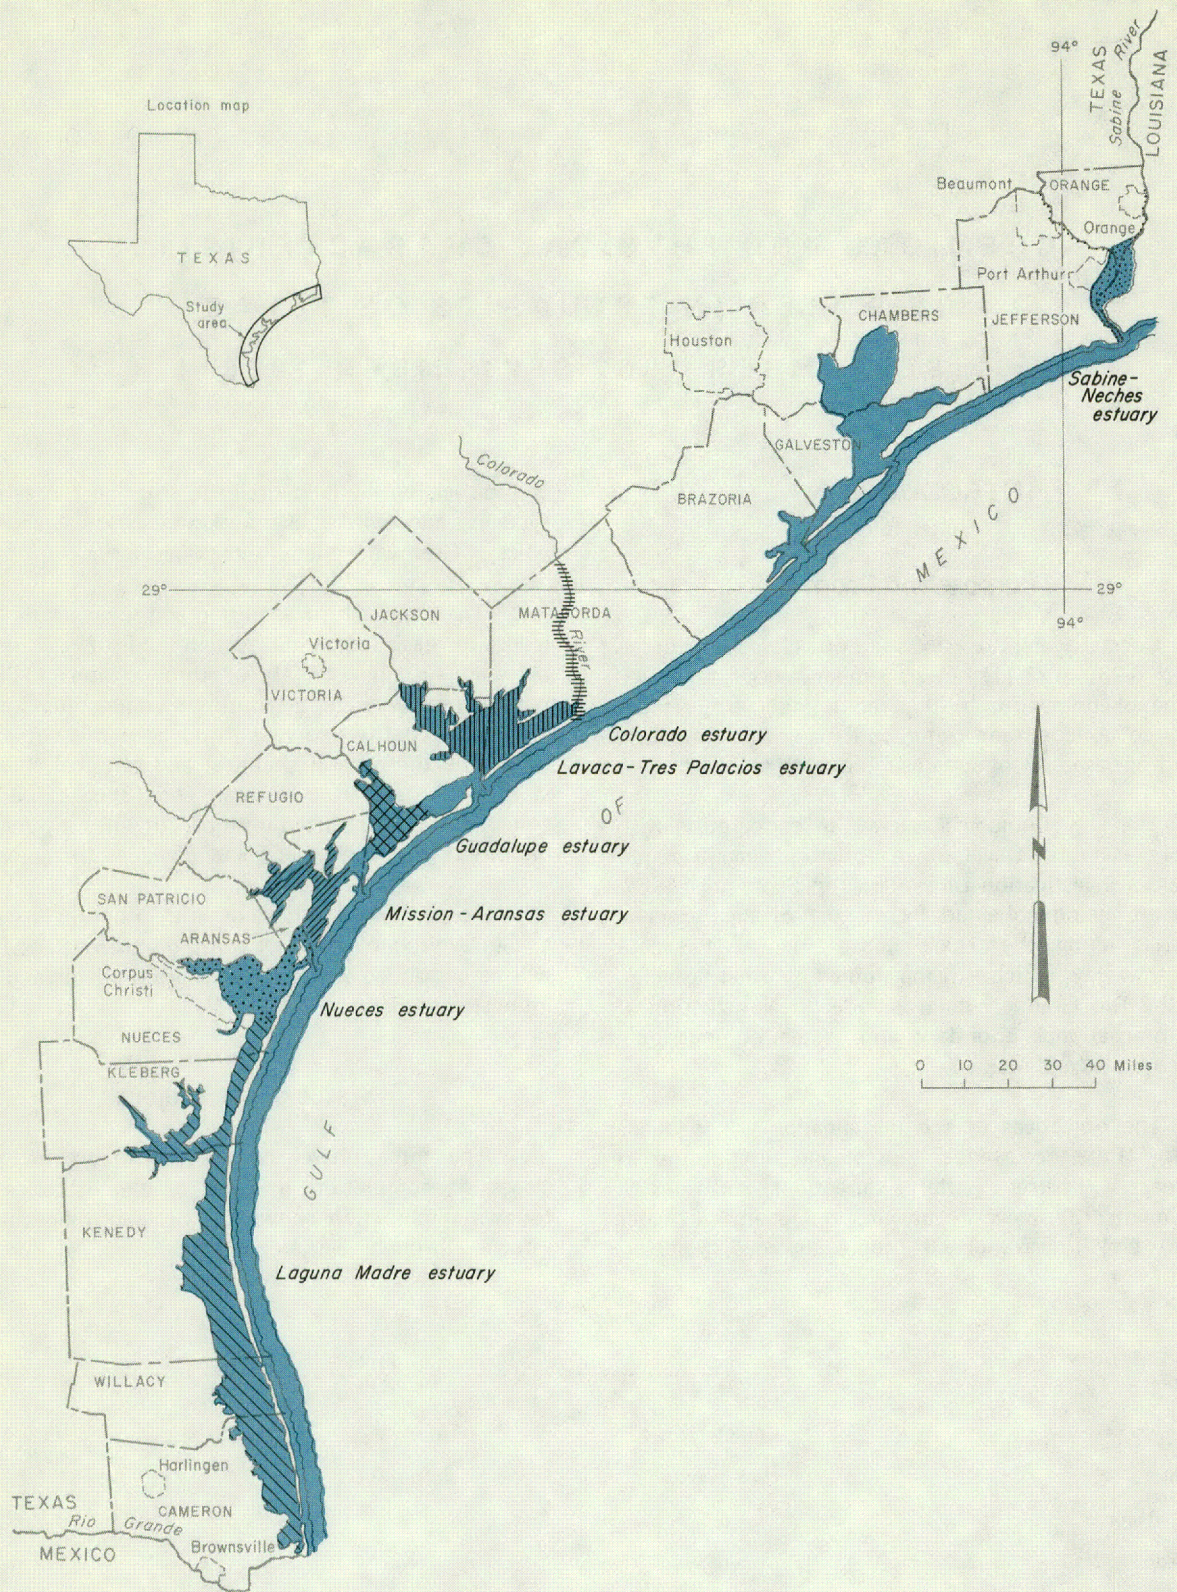 Location map
TEXAS
Study
area
94°
TEXAS
Sabine River
LOUISIANA
Beaumont
ORANGE
Orange
Port Arthur
CHAMBERS
JEFFERSON
Houston
Sabine-
Neches
estuary
GALVESTON
Colorado
BRAZORIA
MEXICO
29°
29°
94°
JACKSON
MATAGORDA
River
Victoria
VICTORIA
CALHOUN
Colorado estuary
Lavaca-Tres Palacios estuary
REFUGIO
OF
Guadalupe estuary
SAN PATRICIO
Mission-Aransas estuary
ARANSAS
Corpus
Christi
Nueces estuary
NUECES
N
KLEBERG
0 10 20 30 40 Miles
GULF
KENEDY
Laguna Madre estuary
WILLACY
Harlingen
TEXAS
CAMERON
Rio Grande
MEXICO
Brownsville